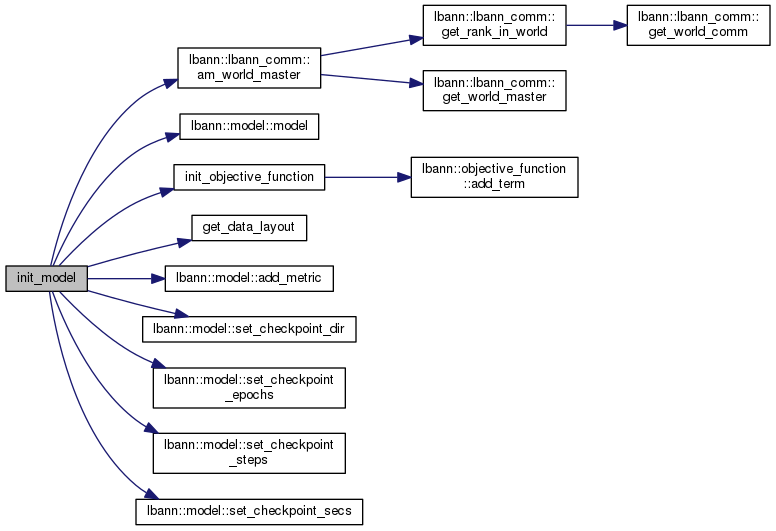 init_model
lbann::lbann_comm::
am_world_master
lbann::lbann_comm::
get_rank_in_world
lbann::lbann_comm::
get_world_comm
lbann::lbann_comm::
get_world_master
lbann::model::model
init_objective_function
lbann::objective_function
::add_term
get_data_layout
lbann::model::add_metric
lbann::model::set_checkpoint_dir
lbann::model::set_checkpoint
_epochs
lbann::model::set_checkpoint
_steps
lbann::model::set_checkpoint_secs